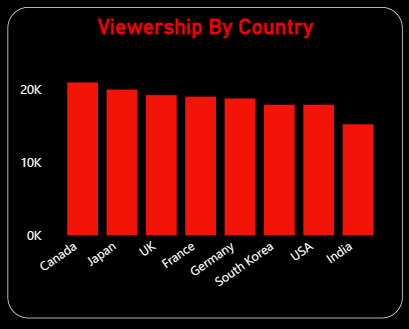 Viewership By Country
20K
10K
0K
Canada
Japan
UK
France
Germany
South Korea
USA
India